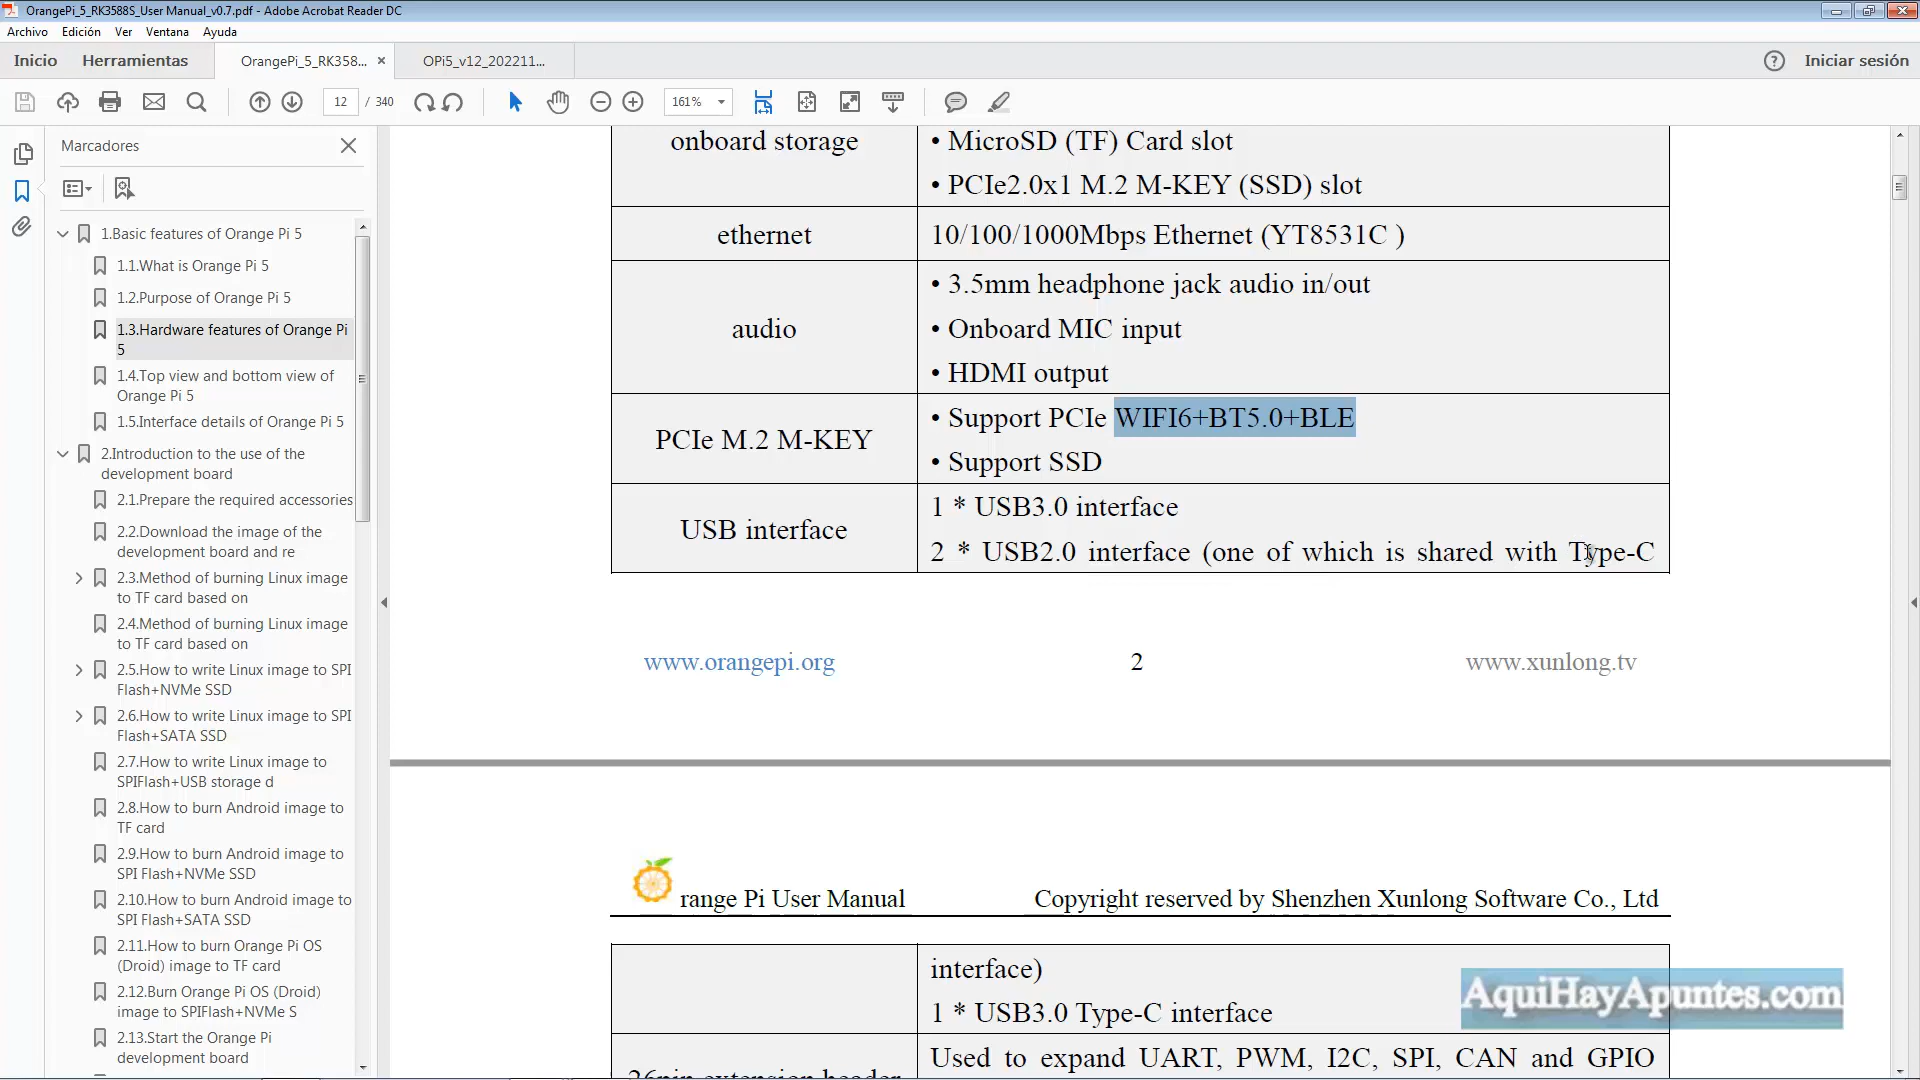 OrangePi_5_RK3588S_User Manual_v0.7.pdf - Adobe Acrobat Reader DC
Archivo Edición Ver Ventana Ayuda
Inicio Herramientas OrangePi_5_RK358... × OPi5_v12_202211... Iniciar sesión
12 / 340 161%
Marcadores
1.Basic features of Orange Pi 5
1.1.What is Orange Pi 5
1.2.Purpose of Orange Pi 5
1.3.Hardware features of Orange Pi
5
1.4.Top view and bottom view of
Orange Pi 5
1.5.Interface details of Orange Pi 5
2.Introduction to the use of the
development board
2.1.Prepare the required accessories
2.2.Download the image of the
development board and re
2.3.Method of burning Linux image
to TF card based on
2.4.Method of burning Linux image
to TF card based on
2.5.How to write Linux image to SPI
Flash+NVMe SSD
2.6.How to write Linux image to SPI
Flash+SATA SSD
2.7.How to write Linux image to
SPIFlash+USB storage d
2.8.How to burn Android image to
TF card
2.9.How to burn Android image to
SPI Flash+NVMe SSD
2.10.How to burn Android image to
SPI Flash+SATA SSD
2.11.How to burn Orange Pi OS
(Droid) image to TF card
2.12.Burn Orange Pi OS (Droid)
image to SPIFlash+NVMe S
2.13.Start the Orange Pi
development board
onboard storage
• MicroSD (TF) Card slot
• PCIe2.0x1 M.2 M-KEY (SSD) slot
ethernet
10/100/1000Mbps Ethernet (YT8531C )
audio
• 3.5mm headphone jack audio in/out
• Onboard MIC input
• HDMI output
PCIe M.2 M-KEY
• Support PCIe WIFI6+BT5.0+BLE
• Support SSD
USB interface
1 * USB3.0 interface
2 * USB2.0 interface (one of which is shared with Type-C
www.orangepi.org 2 www.xunlong.tv
range Pi User Manual Copyright reserved by Shenzhen Xunlong Software Co., Ltd
interface)
1 * USB3.0 Type-C interface
26pin extension header
Used to expand UART, PWM, I2C, SPI, CAN and GPIO
AquiHayApuntes.com